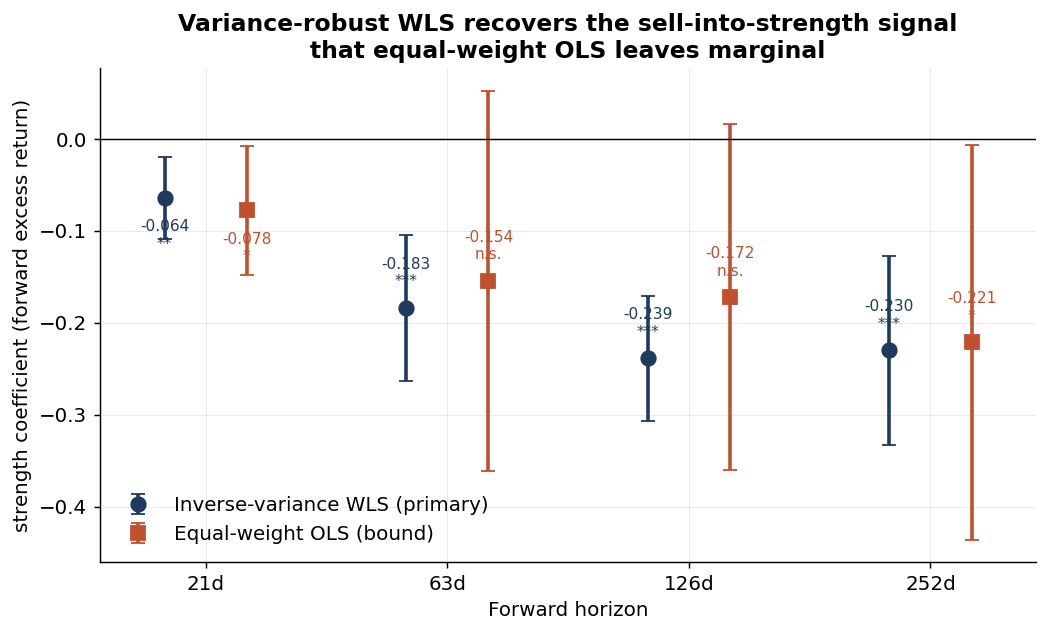 Variance-robust WLS recovers the sell-into-strength signal
that equal-weight OLS leaves marginal
strength coefficient (forward excess return)
0.0
−0.1
−0.2
−0.3
−0.4
-0.064
**
-0.078
*
-0.183
***
-0.154
n.s.
-0.239
***
-0.172
n.s.
-0.230
***
-0.221
*
Inverse-variance WLS (primary)
Equal-weight OLS (bound)
21d
63d
126d
252d
Forward horizon